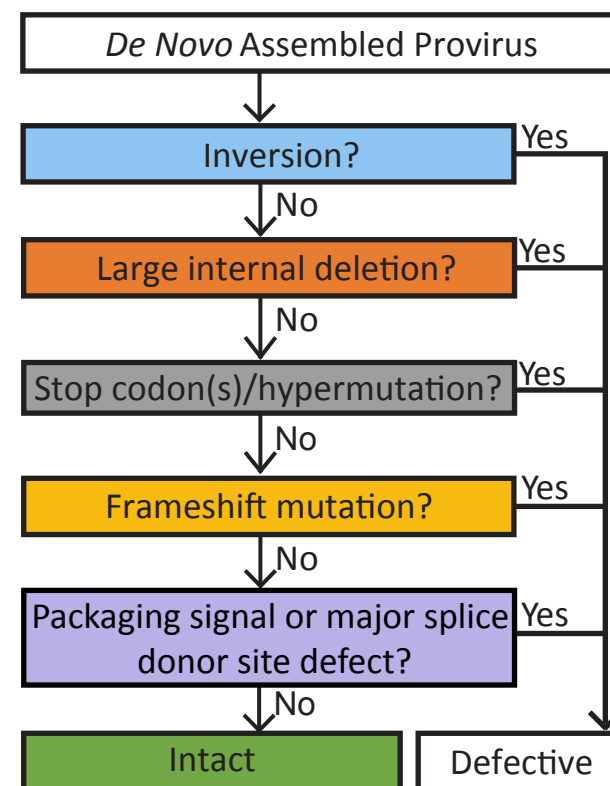 De Novo Assembled Provirus
Inversion?
Yes
No
Large internal deletion?
Yes
No
Stop codon(s)/hypermutation?
Yes
No
Frameshift mutation?
Yes
No
Packaging signal or major splice
donor site defect?
Yes
No
Intact
Defective